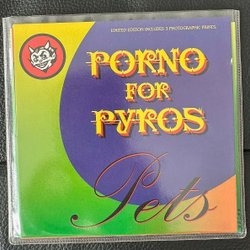 LIMITED EDITION INCLUDES 3 PHOTOGRAPHIC PRINTS.
PORNO
FOR
PYROS
Pets